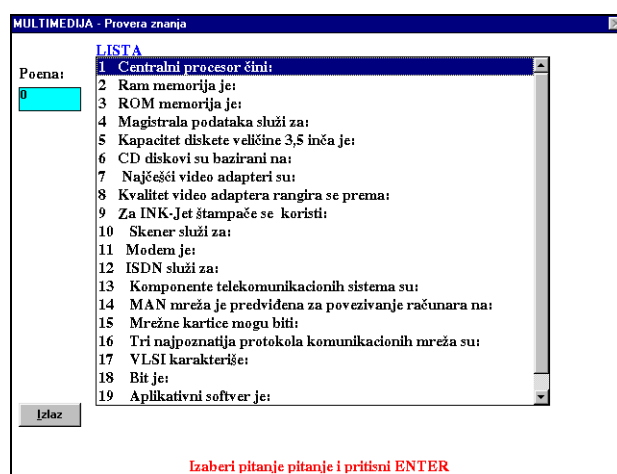 MULTIMEDIJA - Provera znanja
LISTA
Poena:
0
1 Centralni procesor čini:
2 Ram memorija je:
3 ROM memorija je:
4 Magistrala podataka služi za:
5 Kapacitet diskete veličine 3,5 inča je:
6 CD diskovi su bazirani na:
7 Najčešći video adapteri su:
8 Kvalitet video adaptera rangira se prema:
9 Za INK-Jet štampače se koristi:
10 Skener služi za:
11 Modem je:
12 ISDN služi za:
13 Komponente telekomunikacionih sistema su:
14 MAN mreža je predviđena za povezivanje računara na:
15 Mrežne kartice mogu biti:
16 Tri najpoznatija protokola komunikacionih mreža su:
17 VLSI karakteriše:
18 Bit je:
19 Aplikativni softver je:
Izlaz
Izaberi pitanje pitanje i pritisni ENTER